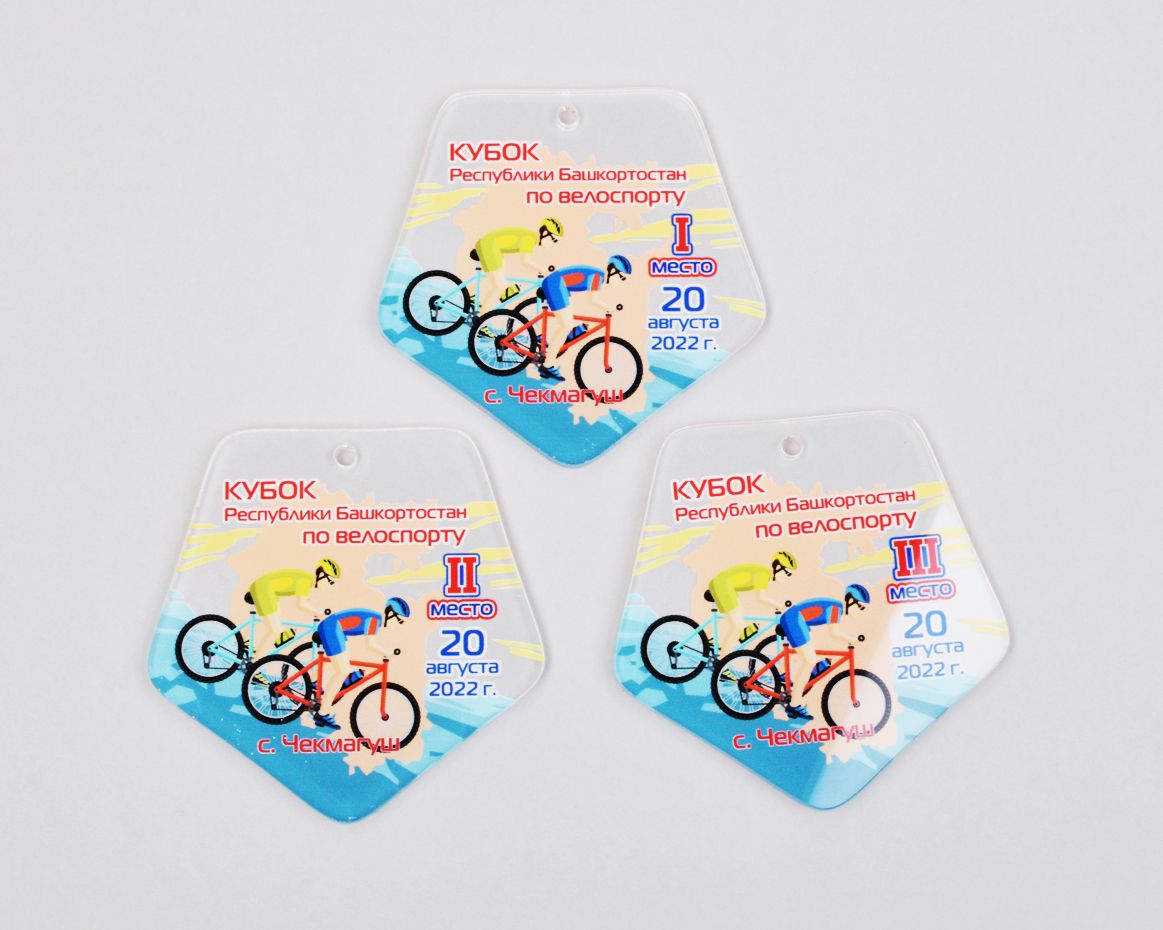 КУБОК
Республики Башкортостан
по велоспорту
I
место
20
августа
2022 г.
с. Чекмагуш
КУБОК
Республики Башкортостан
по велоспорту
II
место
20
августа
2022 г.
с. Чекмагуш
КУБОК
Республики Башкортостан
по велоспорту
III
место
20
августа
2022 г.
с. Чекмагуш